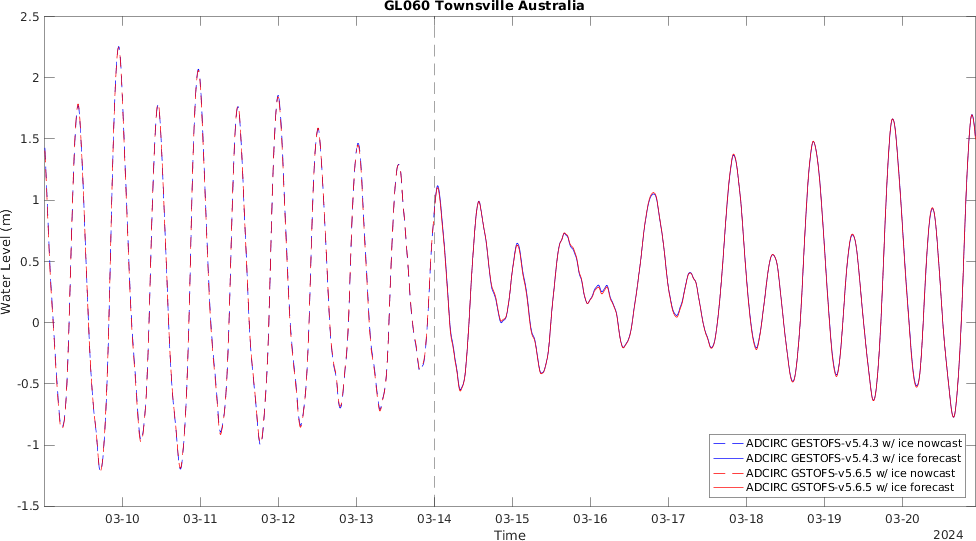 GL060 Townsville Australia
2.5
2
1.5
1
0.5
0
-0.5
-1
-1.5
Water Level (m)
03-10 03-11 03-12 03-13 03-14 03-15 03-16 03-17 03-18 03-19 03-20
Time
2024
ADCIRC GESTOFS-v5.4.3 w/ ice nowcast
ADCIRC GESTOFS-v5.4.3 w/ ice forecast
ADCIRC GSTOFS-v5.6.5 w/ ice nowcast
ADCIRC GSTOFS-v5.6.5 w/ ice forecast